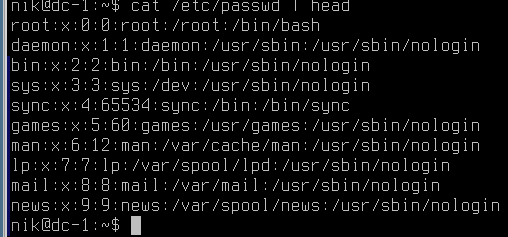 nik@dc-1:~$ cat /etc/passwd | head
root:x:0:0:root:/root:/bin/bash
daemon:x:1:1:daemon:/usr/sbin:/usr/sbin/nologin
bin:x:2:2:bin:/bin:/usr/sbin/nologin
sys:x:3:3:sys:/dev:/usr/sbin/nologin
sync:x:4:65534:sync:/bin:/bin/sync
games:x:5:60:games:/usr/games:/usr/sbin/nologin
man:x:6:12:man:/var/cache/man:/usr/sbin/nologin
lp:x:7:7:lp:/var/spool/lpd:/usr/sbin/nologin
mail:x:8:8:mail:/var/mail:/usr/sbin/nologin
news:x:9:9:news:/var/spool/news:/usr/sbin/nologin
nik@dc-1:~$